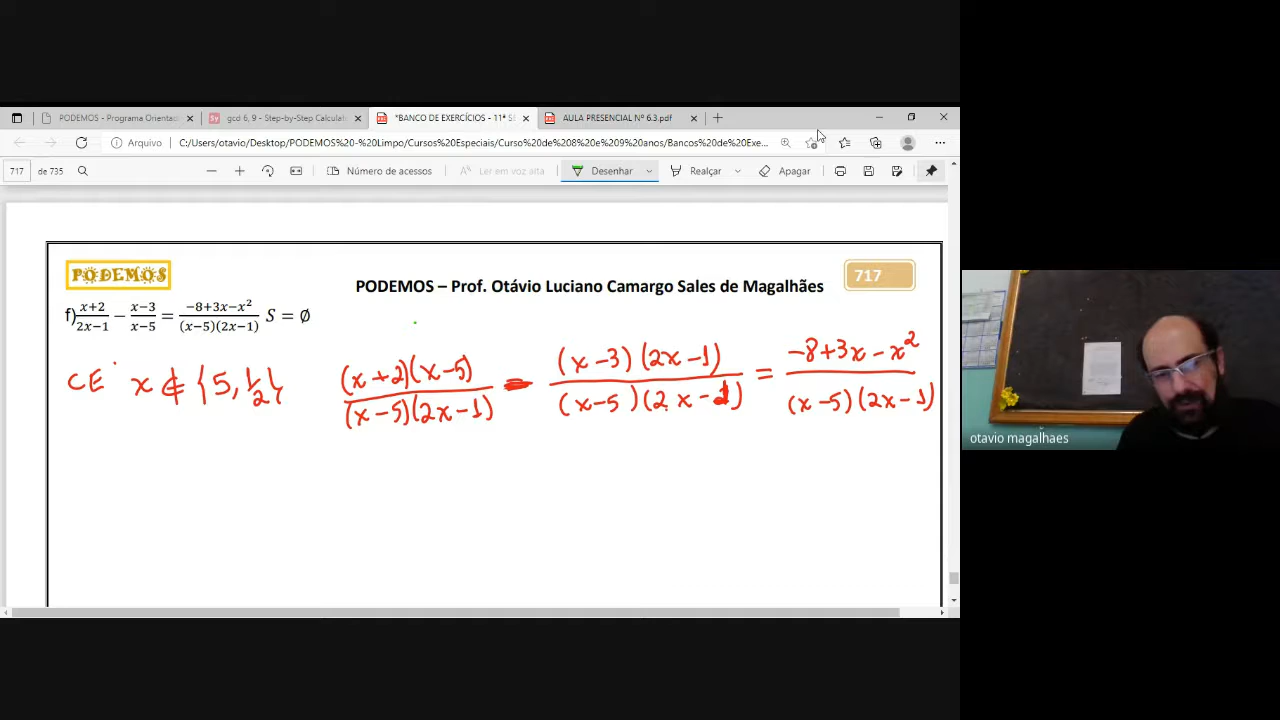 PODEMOS - Programa Orientad
gcd 6, 9 - Step-by-Step Calculat
*BANCO DE EXERCÍCIOS - 11ª SE
AULA PRESENCIAL Nº 6.3.pdf
Arquivo
C:/Users/otavio/Desktop/PODEMOS%20-%20Limpo/Cursos%20Especiais/Curso%20de%208%20e%209%20anos/Bancos%20de%20Exe...
717 de 735
Número de acessos
Ler em voz alta
Desenhar
Realçar
Apagar
PODEMOS
PODEMOS – Prof. Otávio Luciano Camargo Sales de Magalhães
717
f) (x+2)/(2x−1) − (x−3)/(x−5) = (−8+3x−x²)/((x−5)(2x−1)) S = ∅
CE x ∉ {5, 1/2} (x+2)(x−5)/(x−5)(2x−1) − (x−3)(2x−1)/(x−5)(2x−1) = −8+3x−x²/(x−5)(2x−1)
otavio magalhaes